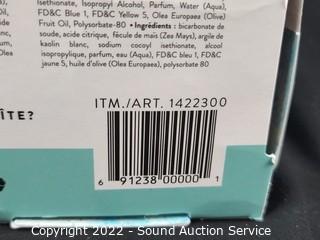 Isethionate, Isopropyl Alcohol, Parfum, Water (Aqua),
FD&C Blue 1, FD&C Yellow 5, Olea Europaea (Olive)
Fruit Oil, Polysorbate-80 • Ingrédients : bicarbonate de
soude, acide citrique, fécule de maïs (Zea Mays), argile de
kaolin blanc, sodium cocoyl isethionate, alcool
isopropylique, parfum, eau (Aqua), FD&C bleu 1, FD&C
jaune 5, huile d'olive (Olea Europaea), polysorbate 80
ITM./ART. 1422300
ÎTE?
6 91238 00000 1
Copyright 2022 - Sound Auction Service